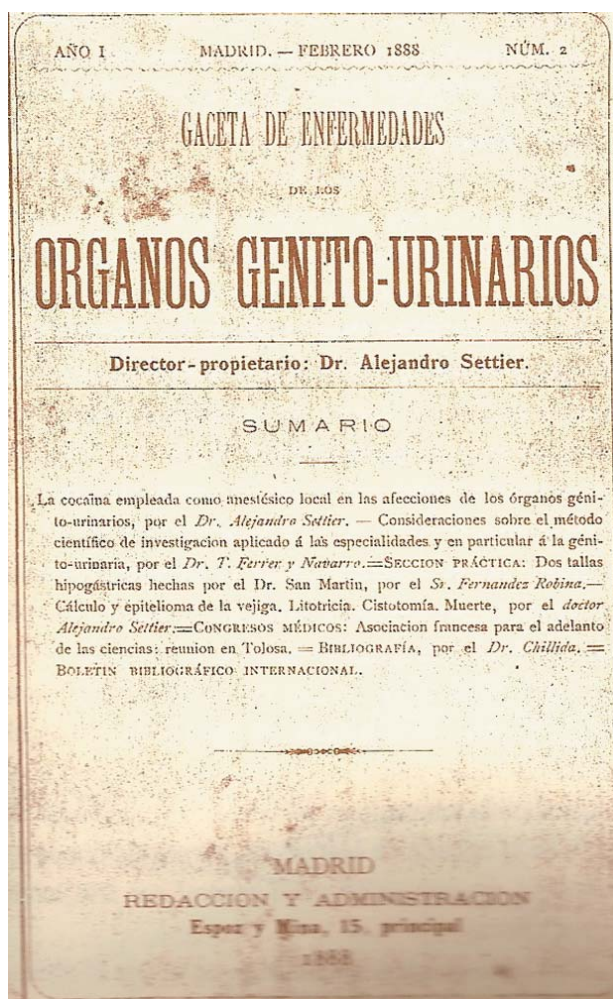 AÑO I MADRID. — FEBRERO 1888 NÚM. 2
GACETA DE ENFERMEDADES
DE LOS
ORGANOS GENITO-URINARIOS
Director-propietario: Dr. Alejandro Settier.
SUMARIO
La cocaïna empleada como anestésico local en las afecciones de los órganos géni-
to-urinarios, por el Dr. Alejandro Settier. — Consideraciones sobre el método
científico de investigacion aplicado á las especialidades y en particular á la géni-
to-urinaria, por el Dr. T. Ferrer y Navarro.=SECCION PRÁCTICA: Dos tallas
hipogástricas hechas por el Dr. San Martin, por el Sr. Fernandez Robina.—
Cálculo y epitelioma de la vejiga. Litotricia. Cistotomía. Muerte, por el doctor
Alejandro Settier.=CONGRESOS MÉDICOS: Asociacion francesa para el adelanto
de las ciencias: reunion en Tolosa. = BIBLIOGRAFÍA, por el Dr. Chillida. =
BOLETIN BIBLIOGRÁFICO INTERNACIONAL.
MADRID
REDACCION Y ADMINISTRACION
Espoz y Mina, 15, principal
1888